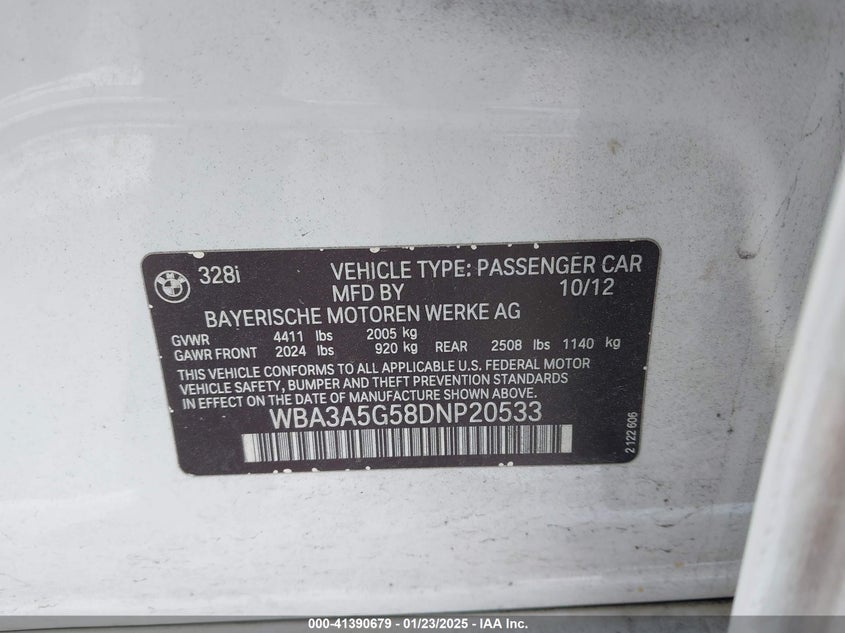 328i VEHICLE TYPE: PASSENGER CAR
MFD BY 10/12
BAYERISCHE MOTOREN WERKE AG
GVWR 4411 lbs 2005 kg
GAWR FRONT 2024 lbs 920 kg REAR 2508 lbs 1140 kg
THIS VEHICLE CONFORMS TO ALL APPLICABLE U.S. FEDERAL MOTOR
VEHICLE SAFETY, BUMPER AND THEFT PREVENTION STANDARDS
IN EFFECT ON THE DATE OF MANUFACTURE SHOWN ABOVE.
WBA3A5G58DNP20533
2 122 606
000-41390679 - 01/23/2025 - IAA Inc.